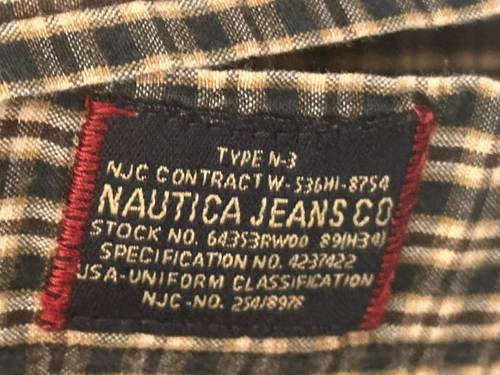 TYPE N-3
NJC CONTRACT W-536HI-8754
NAUTICA JEANS CO
STOCK NO. 64353RW00 89(H34)
SPECIFICATION NO. 4237422
USA-UNIFORM CLASSIFICATION
NJC-NO. 254/8978